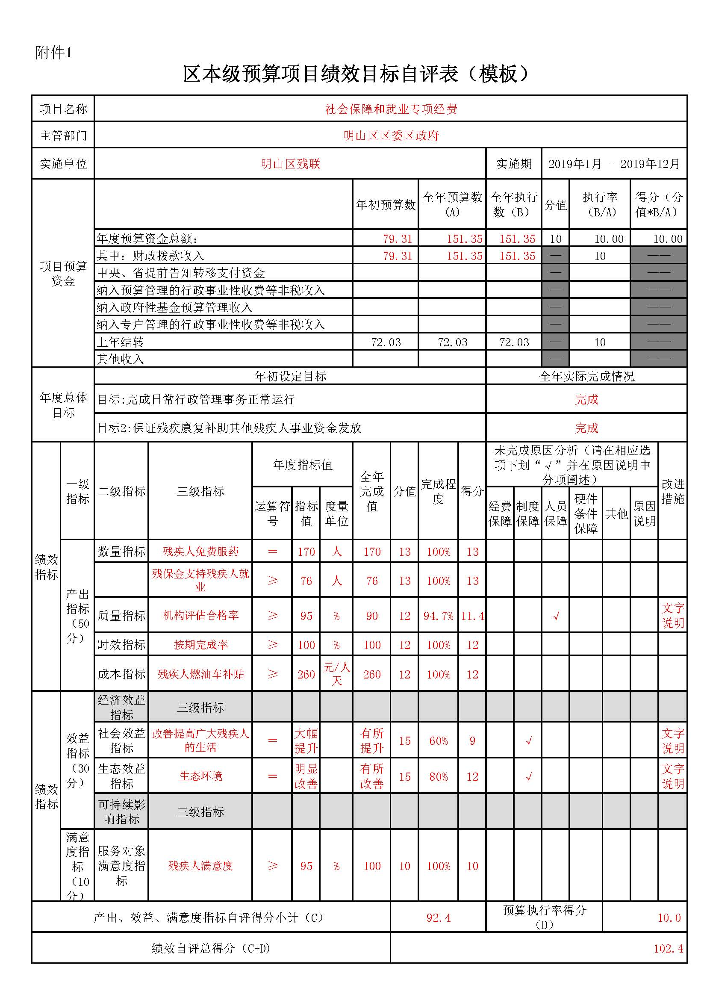 附件1
区本级预算项目绩效目标自评表（模板）
项目名称 社会保障和就业专项经费
主管部门 明山区区委区政府
实施单位 明山区残联 实施期 2019年1月 - 2019年12月
项目预算
资金
年初预算数 全年预算数 全年执行 分值 执行率 得分（分
(A) 数（B） （B/A) 值*B/A）
年度预算资金总额: 79.31 151.35 151.35 10 10.00 10.00
其中: 财政拨款收入 79.31 151.35 151.35 — 10 ——
中央、省提前告知转移支付资金 — ——
纳入预算管理的行政事业性收费等非税收入 — ——
纳入政府性基金预算管理收入 — ——
纳入专户管理的行政事业性收费等非税收入 — ——
上年结转 72.03 72.03 72.03 — 10 ——
其他收入 — ——
年度总体
目标
年初设定目标 全年实际完成情况
目标:完成日常行政管理事务正常运行 完成
目标2:保证残疾康复补助其他残疾人事业资金发放 完成
绩效
指标
一级
指标
二级指标
三级指标
年度指标值
运算符
号
指标
值
度量
单位
全年
完成
值
分值
完成程
度
得分
未完成原因分析（请在相应选
项下划“√”并在原因说明中
分项阐述）
经费
保障
制度
保障
人员
保障
硬件
条件
保障
其他
原因
说明
改进
措施
产出
指标
（50
分）
数量指标 残疾人免费服药 ＝ 170 人 170 13 100% 13
残保金支持残疾人就
业
≥ 76 人 76 13 100% 13
质量指标 机构评估合格率 ≥ 95 % 90 12 94.7% 11.4 √ 文字
说明
时效指标 按期完成率 ≥ 100 % 100 12 100% 12
成本指标 残疾人燃油车补贴 ≥ 260 元/人
天
260 12 100% 12
绩效
指标
效益
指标
（30
分）
经济效益
指标
三级指标
社会效益
指标
改善提高广大残疾人
的生活
＝ 大幅
提升
有所
提升
15 60% 9 √ 文字
说明
生态效益
指标
生态环境 ＝ 明显
改善
有所
改善
15 80% 12 √ 文字
说明
可持续影
响指标
三级指标
满意
度指
标
（10
分）
服务对象
满意度指
标
残疾人满意度 ≥ 95 % 100 10 100% 10
产出、效益、满意度指标自评得分小计（C） 92.4 预算执行率得分
（D）
10.0
绩效自评总得分（C+D) 102.4